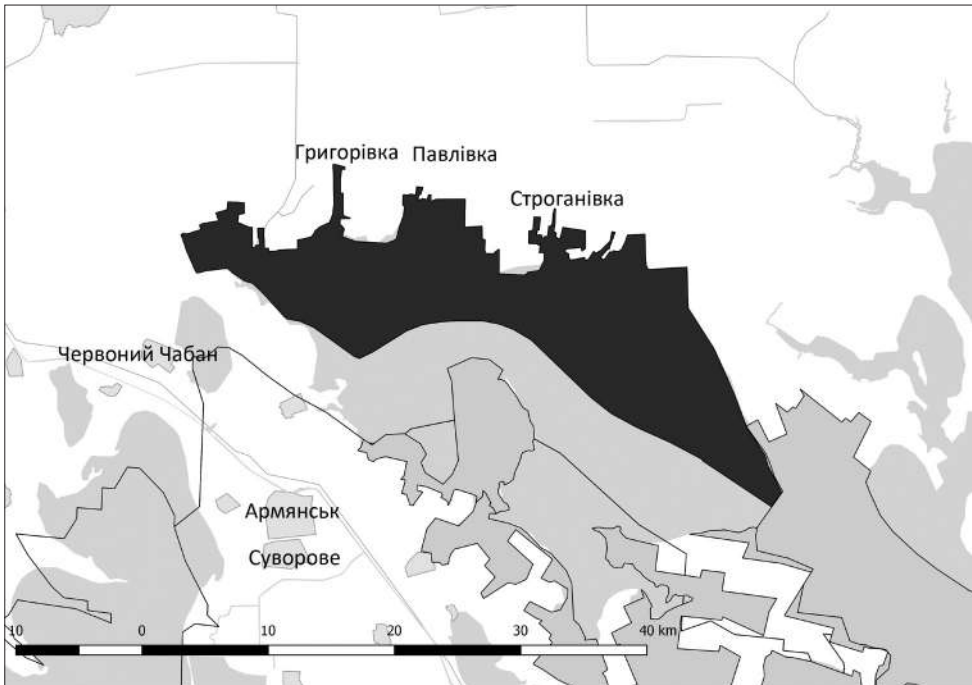 Григорівка
Павлівка
Строганівка
Червоний Чабан
Армянськ
Суворове
10 0 10 20 30 40 km